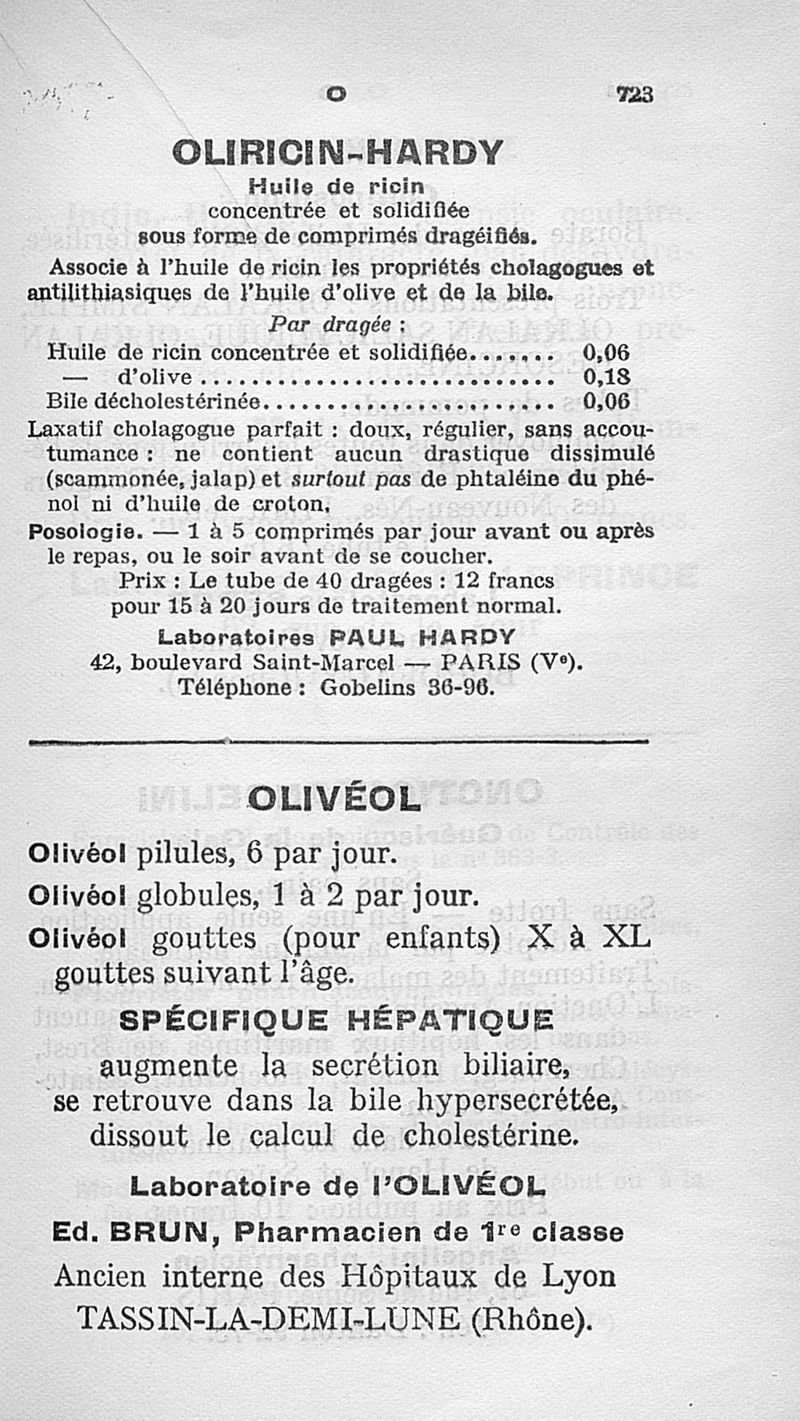 O 723
OLIRICIN-HARDY
Huile de ricin
concentrée et solidifiée
sous forme de comprimés dragéifiés.
Associe à l'huile de ricin les propriétés cholagogues et
antilithiasiques de l'huile d'olive et de la bile.
Par dragée :
Huile de ricin concentrée et solidifiée....... 0,06
— d'olive ............................. 0,18
Bile décholestérinée....................... 0,06
Laxatif cholagogue parfait : doux, régulier, sans accou-
tumance : ne contient aucun drastique dissimulé
(scammonée, jalap) et surtout pas de phtaléine du phé-
nol ni d'huile de croton.
Posologie. — 1 à 5 comprimés par jour avant ou après
le repas, ou le soir avant de se coucher.
Prix : Le tube de 40 dragées : 12 francs
pour 15 à 20 jours de traitement normal.
Laboratoires PAUL HARDY
42, boulevard Saint-Marcel — PARIS (Ve).
Téléphone : Gobelins 36-96.
OLIVÉOL
Olivéol pilules, 6 par jour.
Olivéol globules, 1 à 2 par jour.
Olivéol gouttes (pour enfants) X à XL
gouttes suivant l'âge.
SPÉCIFIQUE HÉPATIQUE
augmente la secrétion biliaire,
se retrouve dans la bile hypersecrétée,
dissout le calcul de cholestérine.
Laboratoire de l'OLIVÉOL
Ed. BRUN, Pharmacien de 1re classe
Ancien interne des Hôpitaux de Lyon
TASSIN-LA-DEMI-LUNE (Rhône).